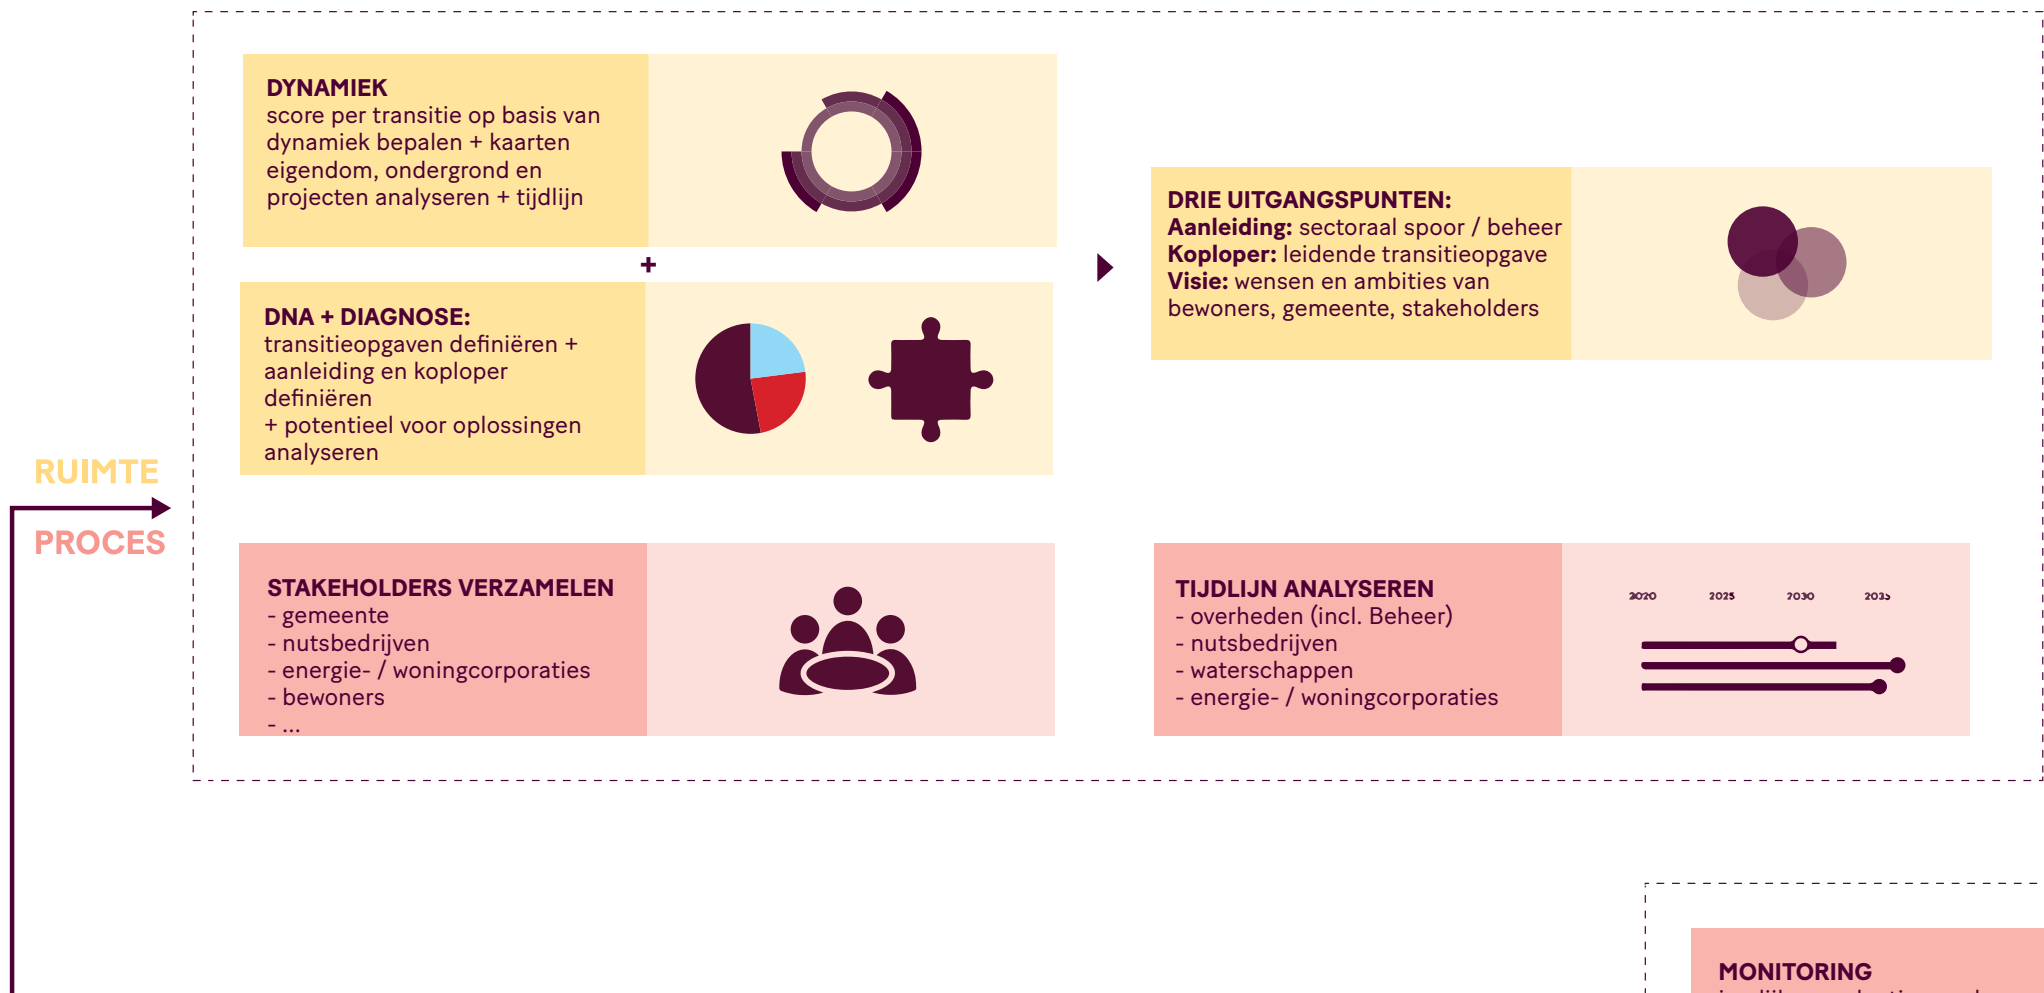 DYNAMIEK
score per transitie op basis van
dynamiek bepalen + kaarten
eigendom, ondergrond en
projecten analyseren + tijdlijn
+
DNA + DIAGNOSE:
transitieopgaven definiëren +
aanleiding en koploper
definiëren
+ potentieel voor oplossingen
analyseren
DRIE UITGANGSPUNTEN:
Aanleiding: sectoraal spoor / beheer
Koploper: leidende transitieopgave
Visie: wensen en ambities van
bewoners, gemeente, stakeholders
RUIMTE
PROCES
STAKEHOLDERS VERZAMELEN
- gemeente
- nutsbedrijven
- energie- / woningcorporaties
- bewoners
- ...
TIJDLIJN ANALYSEREN
- overheden (incl. Beheer)
- nutsbedrijven
- waterschappen
- energie- / woningcorporaties
2020 2025 2030 2035
MONITORING